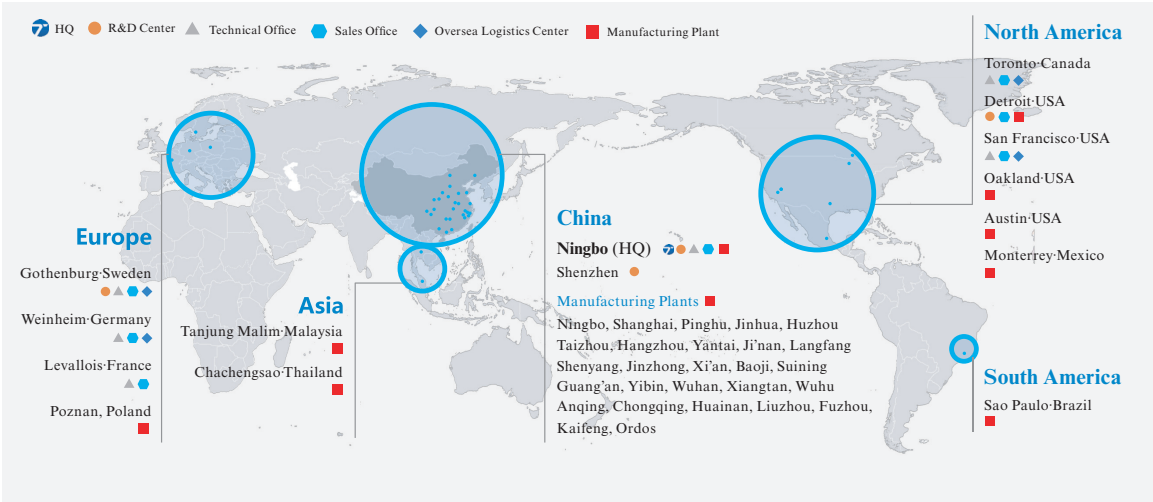 HQ
R&D Center
Technical Office
Sales Office
Oversea Logistics Center
Manufacturing Plant
Europe
Gothenburg·Sweden
Weinheim·Germany
Levallois·France
Poznan, Poland
Asia
Tanjung Malim·Malaysia
Chachengsao·Thailand
China
Ningbo (HQ)
Shenzhen
Manufacturing Plants
Ningbo, Shanghai, Pinghu, Jinhua, Huzhou
Taizhou, Hangzhou, Yantai, Ji’nan, Langfang
Shenyang, Jinzhong, Xi’an, Baoji, Suining
Guang’an, Yibin, Wuhan, Xiangtan, Wuhu
Anqing, Chongqing, Huainan, Liuzhou, Fuzhou,
Kaifeng, Ordos
North America
Toronto·Canada
Detroit·USA
San Francisco·USA
Oakland·USA
Austin·USA
Monterrey·Mexico
South America
Sao Paulo·Brazil